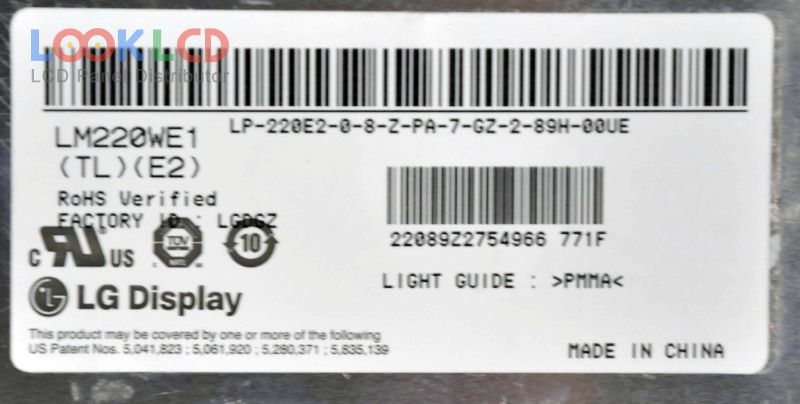 LOOKLCD
LCD Panel Distributor
LP-220E2-0-8-Z-PA-7-GZ-2-89H-00UE
LM220WE1
(TL)(E2)
RoHS Verified
FACTORY ID : LGDGZ
22089Z2754966 771F
c RU US
TUV
10
LIGHT GUIDE : >PMMA<
LG Display
This product may be covered by one or more of the following
US Patent Nos. 5,041,823 ; 5,061,920 ; 5,280,371 ; 5,835,139
MADE IN CHINA